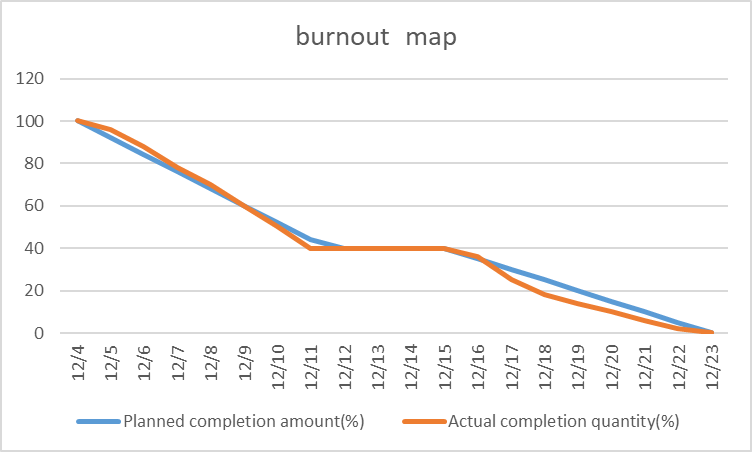 burnout map
120
100
80
60
40
20
0
12/4 12/5 12/6 12/7 12/8 12/9 12/10 12/11 12/12 12/13 12/14 12/15 12/16 12/17 12/18 12/19 12/20 12/21 12/22 12/23
Planned completion amount(%) Actual completion quantity(%)